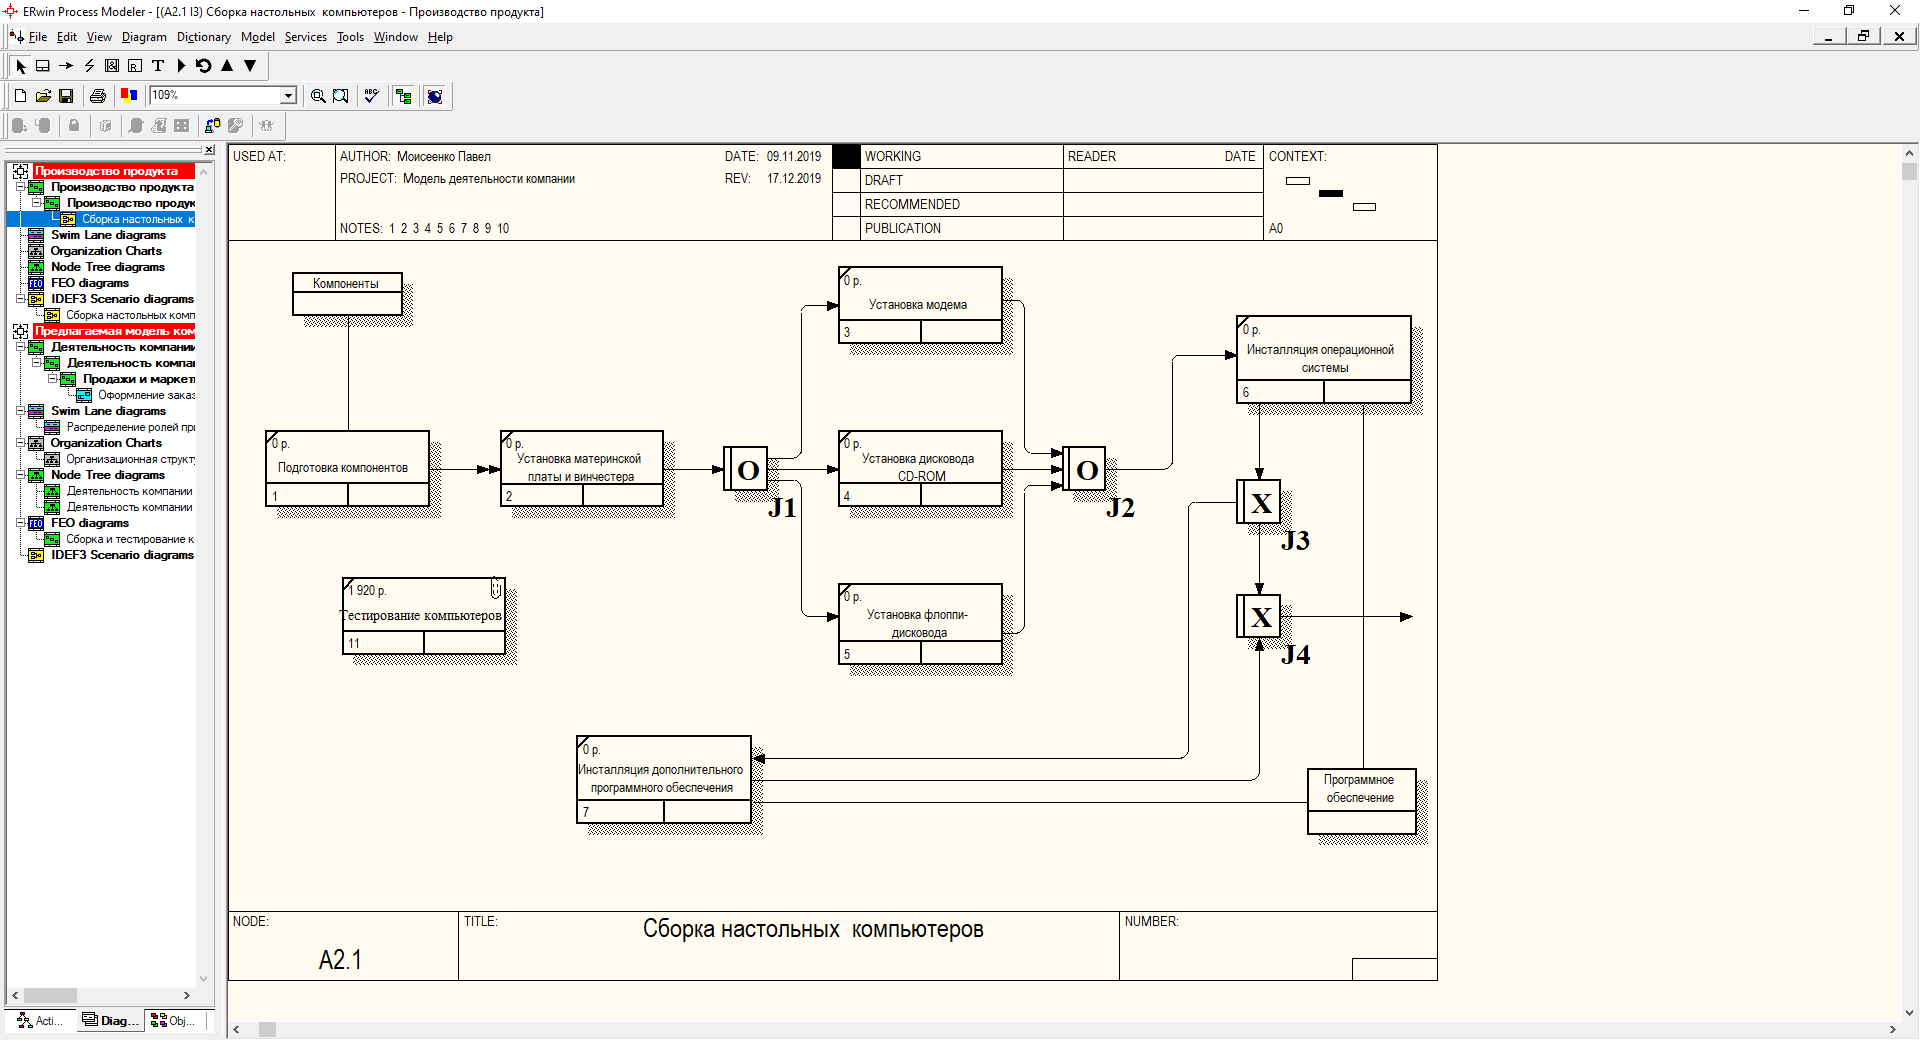 ERwin Process Modeler - [(A2.1 I3) Сборка настольных  компьютеров - Производство продукта]
File Edit View Diagram Dictionary Model Services Tools Window Help
109%
Производство продукта
Производство продукта
Производство продук
Сборка настольных к
Swim Lane diagrams
Organization Charts
Node Tree diagrams
FEO diagrams
IDEF3 Scenario diagrams
Сборка настольных комп
Предлагаемая модель ком
Деятельность компании
Деятельность компа
Продажи и маркет
Оформление заказ
Swim Lane diagrams
Распределение ролей пр
Organization Charts
Организационная структу
Node Tree diagrams
Деятельность компании
Деятельность компании
FEO diagrams
Сборка и тестирование к
IDEF3 Scenario diagrams
Acti... Diag... Obj...
USED AT:
AUTHOR: Моисеенко Павел
DATE: 09.11.2019
PROJECT: Модель деятельности компании
REV: 17.12.2019
NOTES: 1 2 3 4 5 6 7 8 9 10
WORKING
DRAFT
RECOMMENDED
PUBLICATION
READER DATE
CONTEXT:
A0
Компоненты
0 р.
Подготовка компонентов
1
0 р.
Установка материнской
платы и винчестера
2
O
J1
0 р.
Установка модема
3
0 р.
Установка дисковода
CD-ROM
4
0 р.
Установка флоппи-
дисковода
5
O
J2
0 р.
Инсталляция операционной
системы
6
X
J3
X
J4
1 920 р.
Тестирование компьютеров
11
0 р.
Инсталляция дополнительного
программного обеспечения
7
Программное
обеспечение
NODE:
A2.1
TITLE:
Сборка настольных  компьютеров
NUMBER: